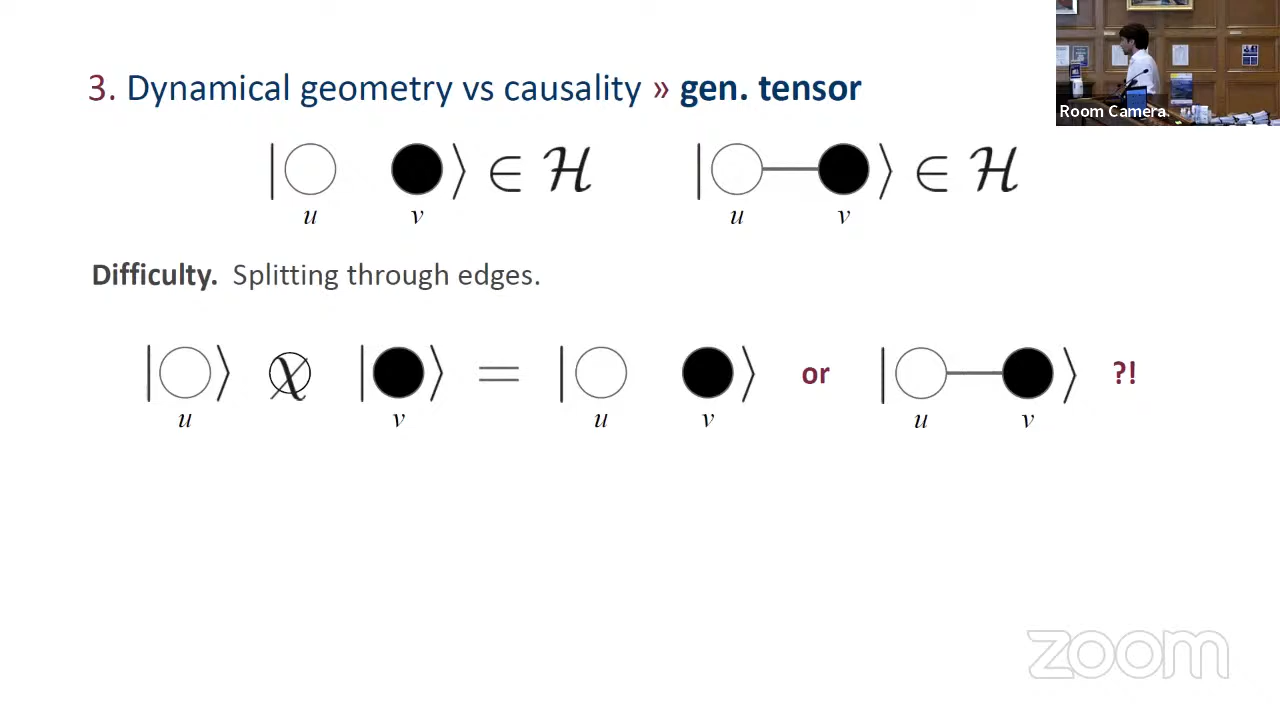 3. Dynamical geometry vs causality » gen. tensor
Room Camera.
| ⟩ ∈ ℋ | ⟩ ∈ ℋ
u v u v
Difficulty. Splitting through edges.
| ⟩ | ⟩ = | ⟩ or | ⟩ ?!
u v u v u v
zoom